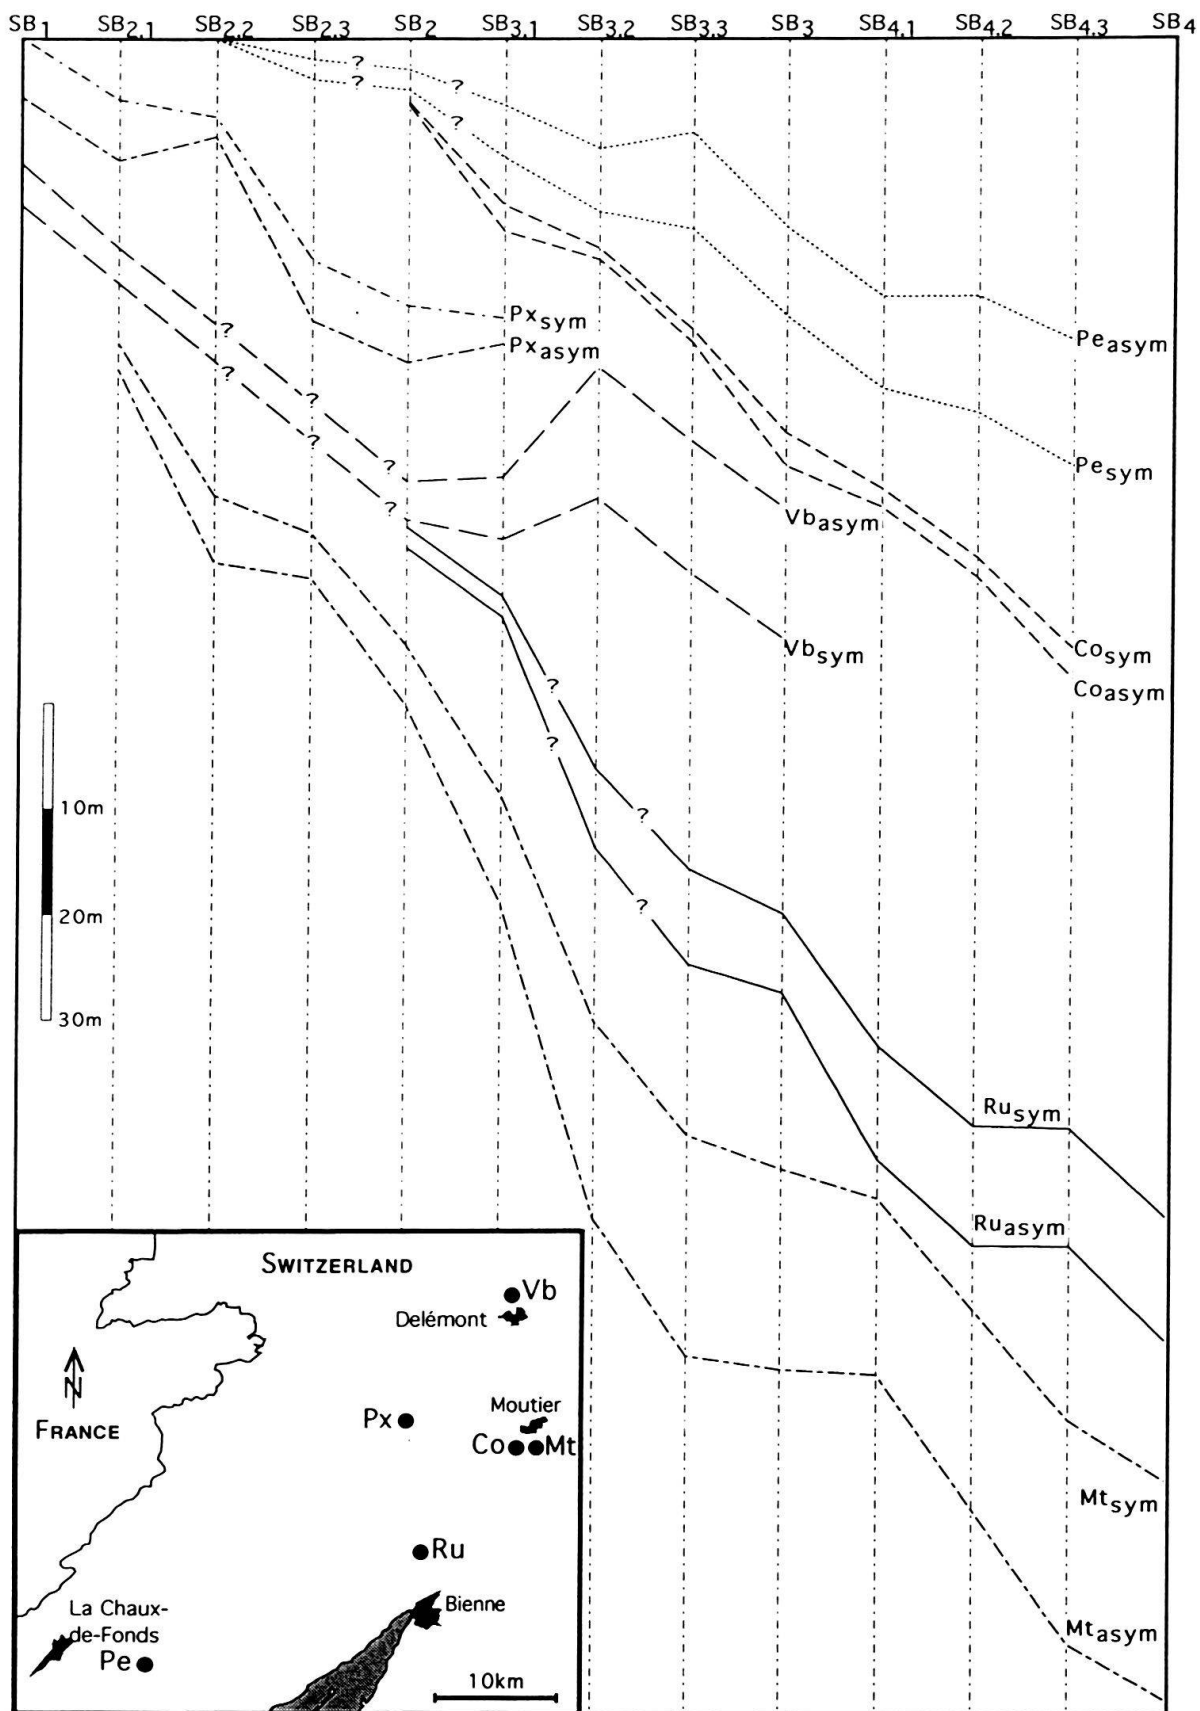 SB1 SB2,1 SB2,2 SB2,3 SB2 SB3,1 SB3,2 SB3,3 SB3 SB4,1 SB4,2 SB4,3 SB4
? ?
? ?
Pxsym
Pxasym
Peasym
Pesym
? ? ?
? ? ?
Vbasym
Vbsym
Cosym
Coasym
? ?
? ?
10m
20m
30m
Rusym
Ruasym
Mtsym
Mtasym
SWITZERLAND
Vb
Delémont
N
FRANCE
Px
Moutier
Co Mt
Ru
Bienne
La Chaux-
de-Fonds
Pe
10km